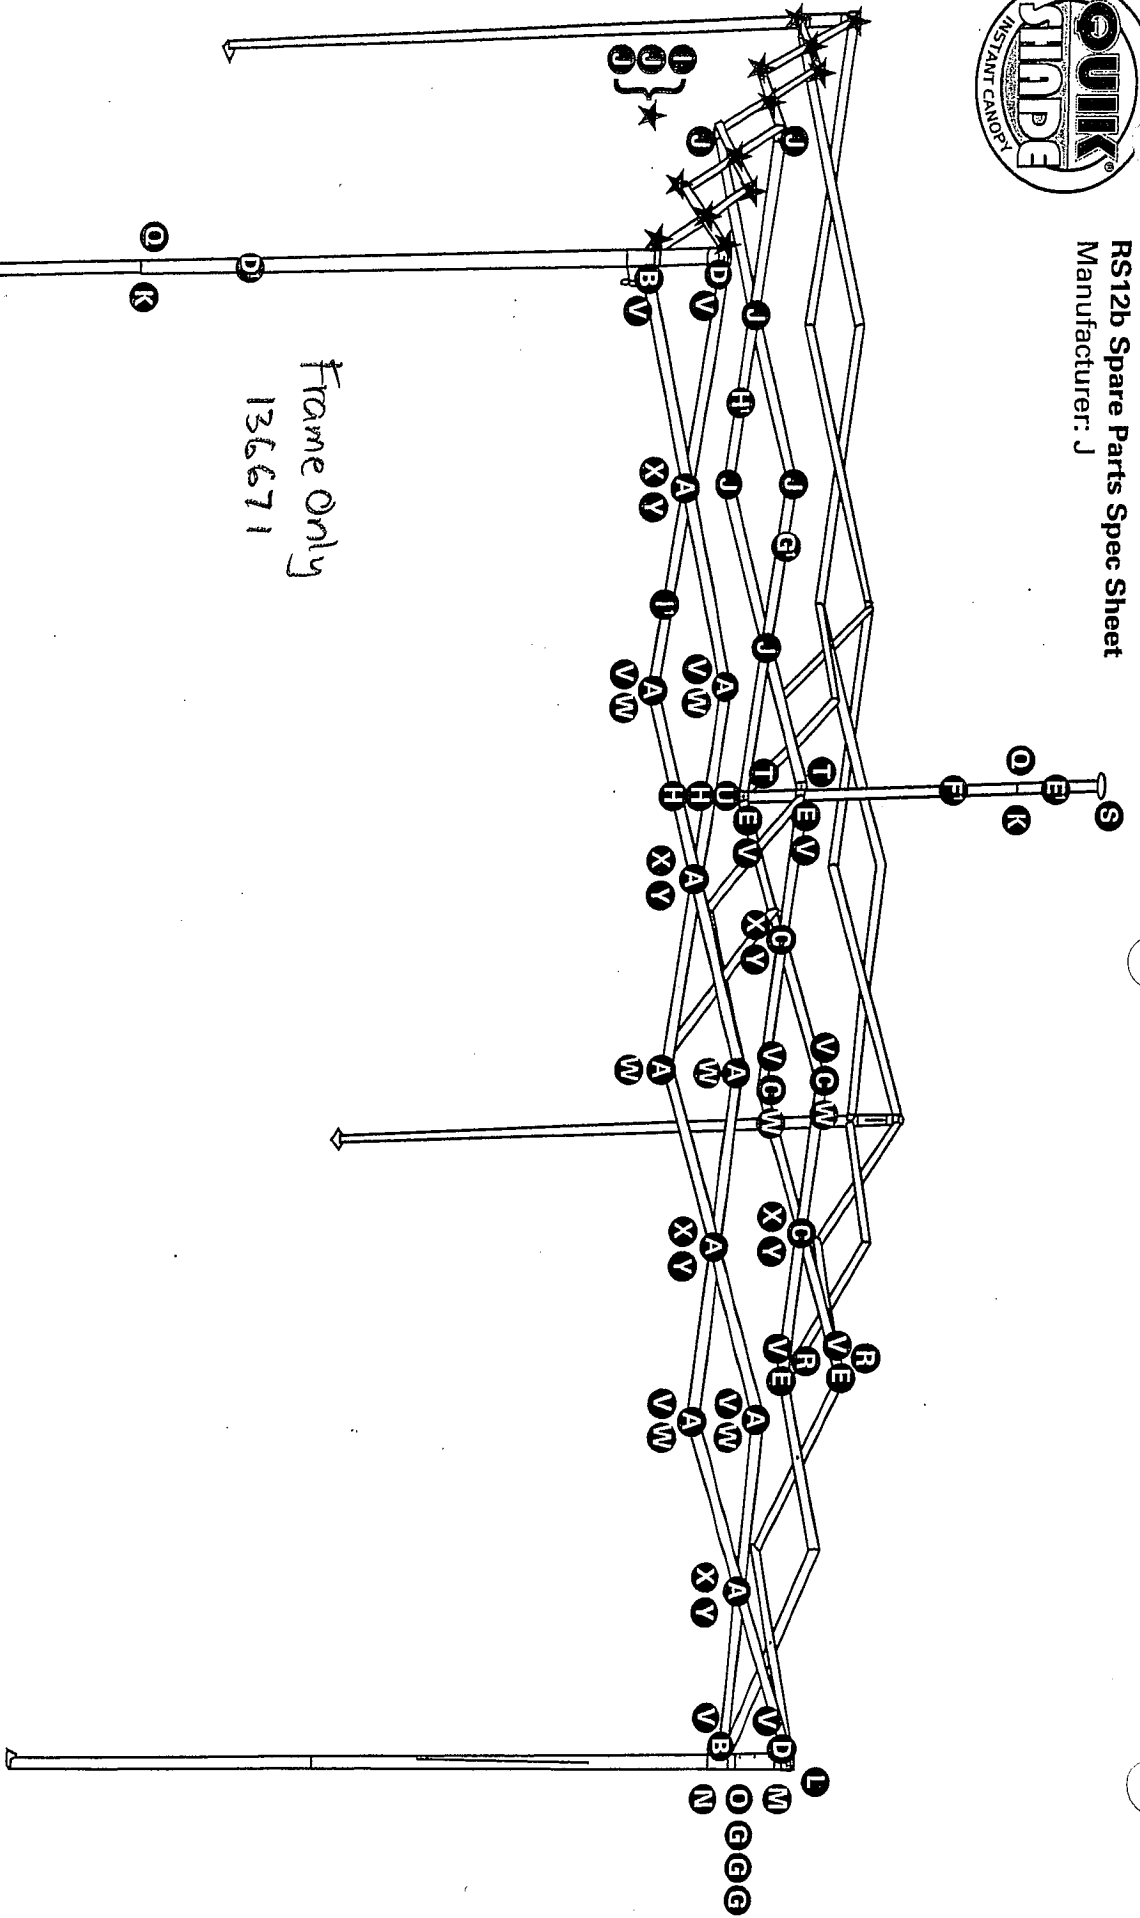 QUIK®
SHADE
INSTANT CANOPY
RS12b Spare Parts Spec Sheet
Manufacturer: J
S
Q
E
K
F
R
V E
T
E V
V C W
L
J
J
G
R
V E
C
X Y
V C W
C
X Y
V D
M
T
E V
J
J
H
J
J
J
D
V
A
V W
U
H
H
A
W
A
V W
O G G G
V B
N
A
X Y
B
V
A
X Y
I
A
V W
A
X Y
A
W
A
X Y
A
V W
I
J
J
D
Q
K
Frame Only
136671